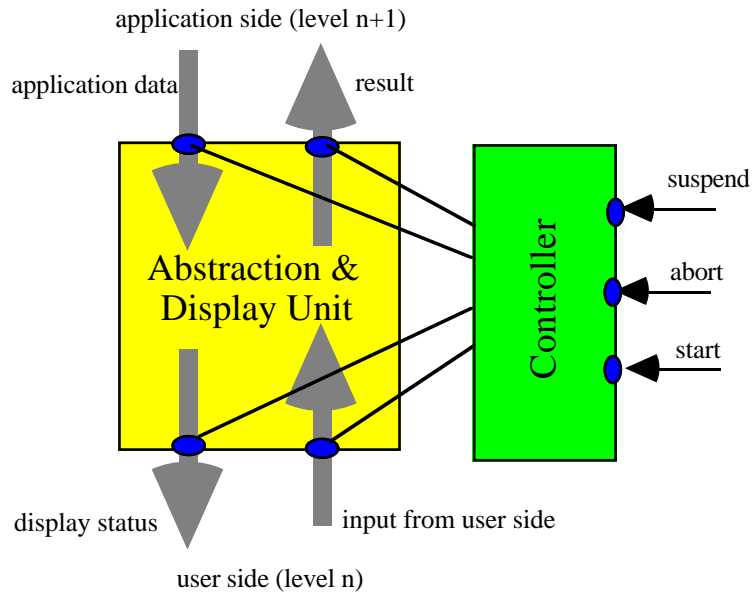 application side (level n+1)
application data
result
suspend
Abstraction &
Display Unit
Controller
abort
start
display status
input from user side
user side (level n)